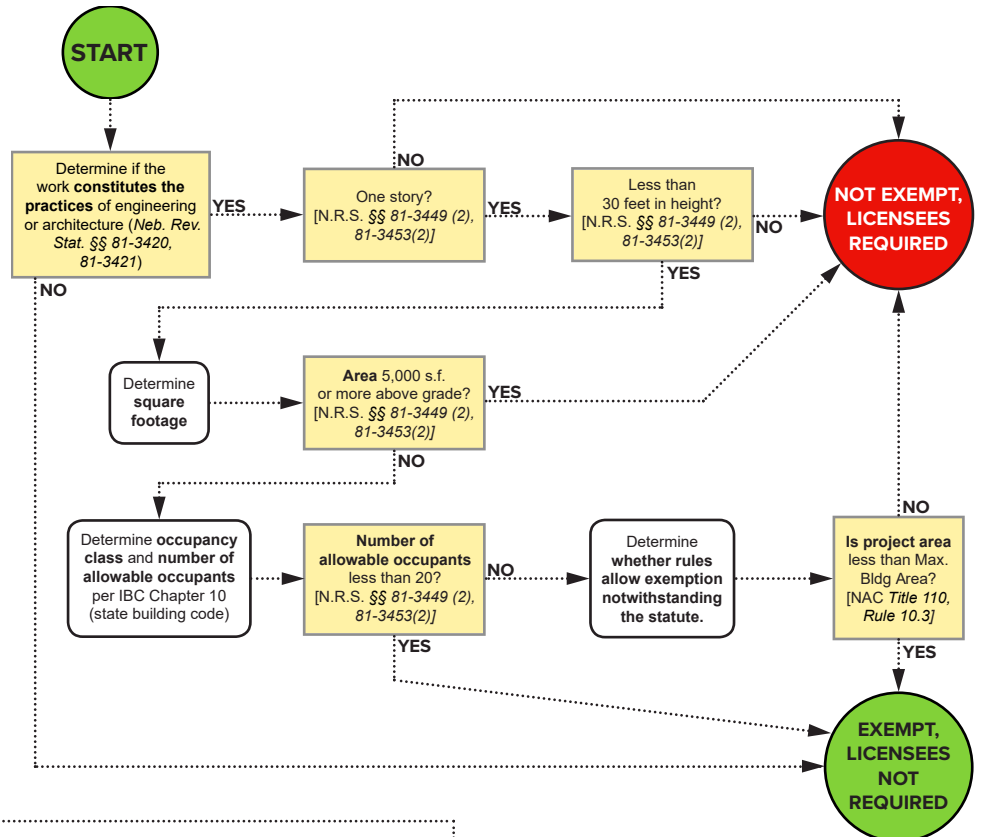 START
Determine if the
work constitutes the
practices of engineering
or architecture (Neb. Rev.
Stat. §§ 81-3420,
81-3421)
YES
NO
One story?
[N.R.S. §§ 81-3449 (2),
81-3453(2)]
NO
YES
Less than
30 feet in height?
[N.R.S. §§ 81-3449 (2),
81-3453(2)]
NO
YES
NOT EXEMPT,
LICENSEES
REQUIRED
Determine
square
footage
Area 5,000 s.f.
or more above grade?
[N.R.S. §§ 81-3449 (2),
81-3453(2)]
YES
NO
Determine occupancy
class and number of
allowable occupants
per IBC Chapter 10
(state building code)
Number of
allowable occupants
less than 20?
[N.R.S. §§ 81-3449 (2),
81-3453(2)]
NO
YES
Determine
whether rules
allow exemption
notwithstanding
the statute.
NO
Is project area
less than Max.
Bldg Area?
[NAC Title 110,
Rule 10.3]
YES
EXEMPT,
LICENSEES
NOT
REQUIRED